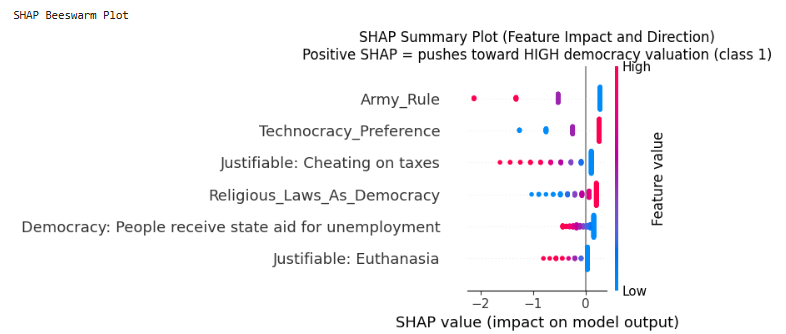 SHAP Beeswarm Plot
SHAP Summary Plot (Feature Impact and Direction)
Positive SHAP = pushes toward HIGH democracy valuation (class 1)
High
Army_Rule
Technocracy_Preference
Justifiable: Cheating on taxes
Religious_Laws_As_Democracy
Democracy: People receive state aid for unemployment
Justifiable: Euthanasia
Feature value
Low
−2
−1
0
SHAP value (impact on model output)